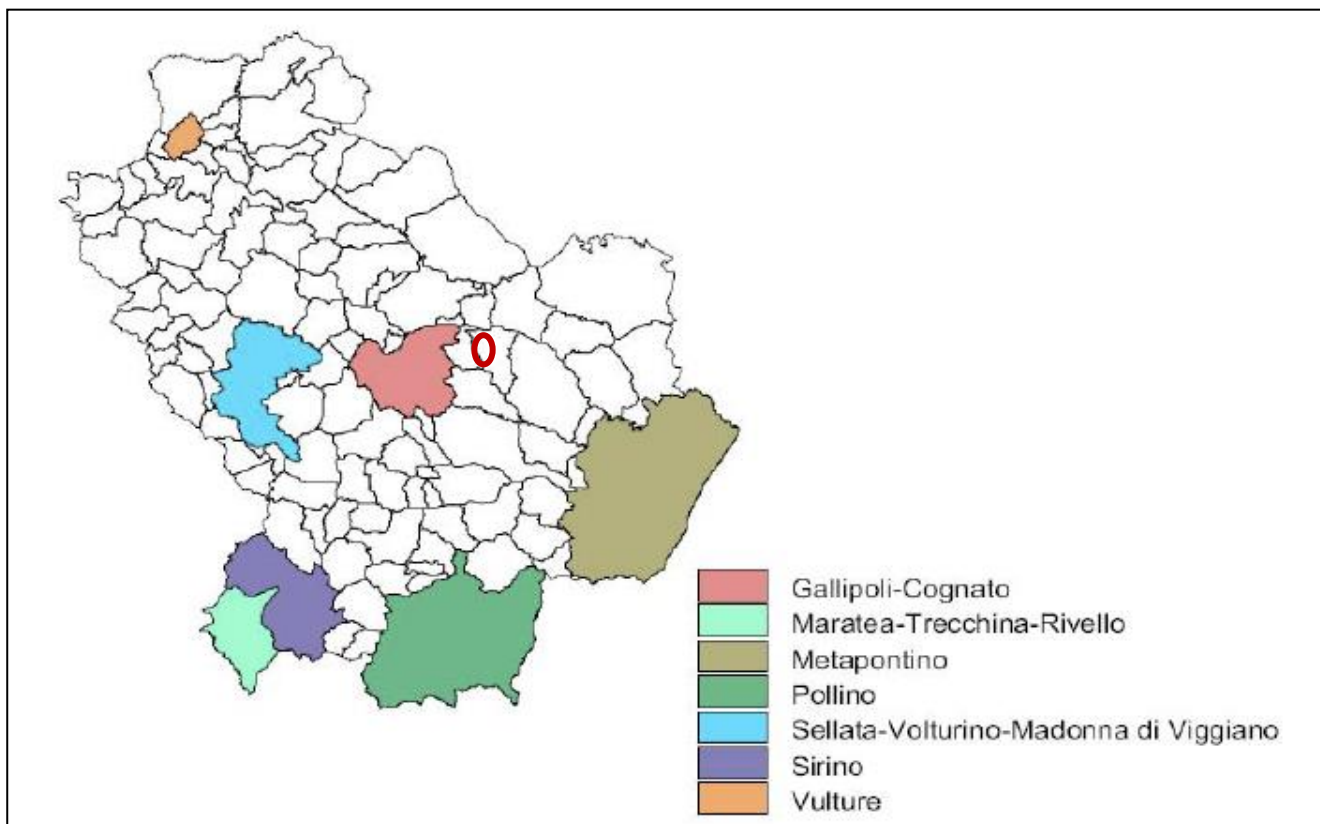 Gallipoli-Cognato
Maratea-Trecchina-Rivello
Metapontino
Pollino
Sellata-Volturino-Madonna di Viggiano
Sirino
Vulture